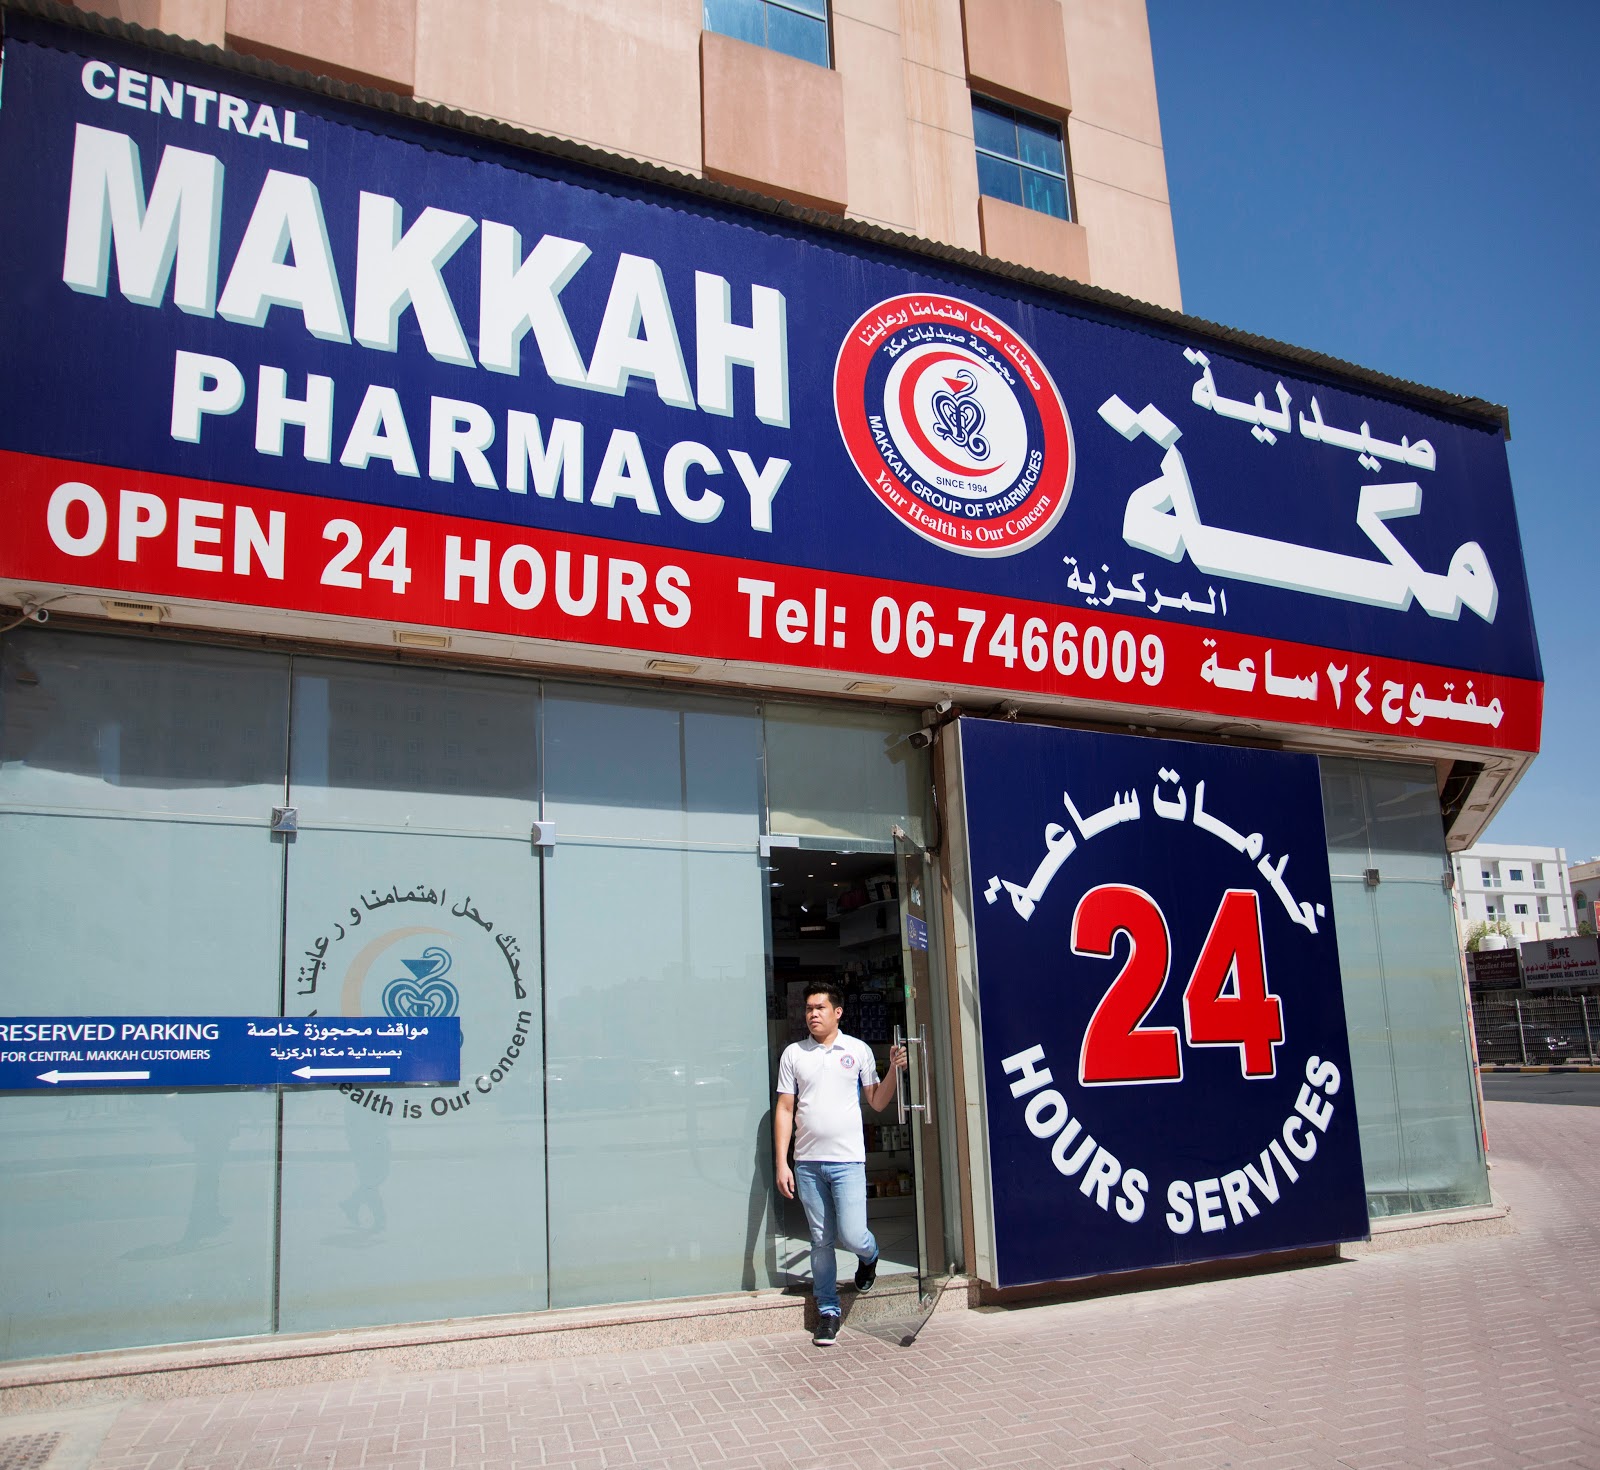 CENTRAL
MAKKAH
PHARMACY
صيدلية
مكة
المركزية
صحتك محل اهتمامنا ورعايتنا
مجموعة صيدليات مكة
SINCE 1994
MAKKAH GROUP OF PHARMACIES
Your Health is Our Concern
OPEN 24 HOURS Tel: 06-7466009 مفتوح ٢٤ ساعة
خدمات ساعة
24
HOURS SERVICES
صحتك محل اهتمامنا ورعايتنا
ealth is Our Concern
RESERVED PARKING
FOR CENTRAL MAKKAH CUSTOMERS
مواقف محجوزة خاصة
بصيدلية مكة المركزية